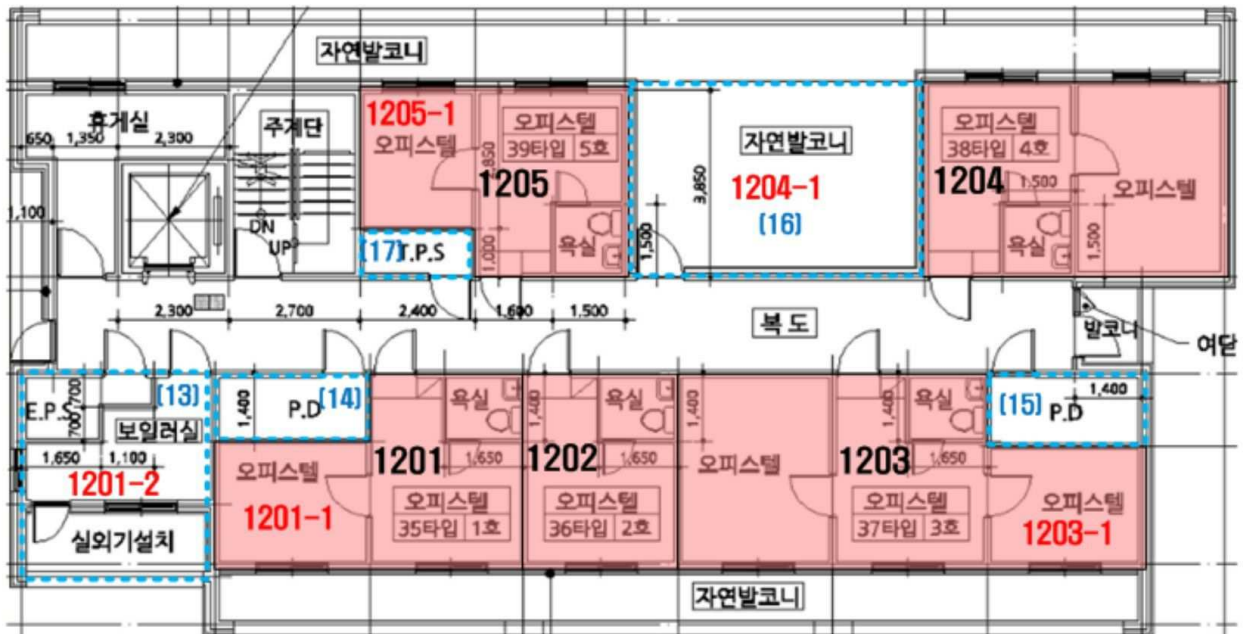 자연발코니
휴게실
650
1,350
2,300
주계단
1205-1
오피스텔
오피스텔
39타입 5호
2,850
1205
자연발코니
1204-1
(16)
3,850
오피스텔
38타입 4호
1204
1,500
오피스텔
1,100
DN
UP
(17)
T.P.S
1,000
욕실
1,500
욕실
1,500
2,300
2,700
2,400
1,600
1,500
복도
발코니
여닫
E.P.S
700
700
(13)
보일러실
1,650
1,100
1201-2
실외기설치
1,400
P.D
(14)
오피스텔
1201-1
1201
욕실
1,650
오피스텔
35타입 1호
1,400
1202
욕실
1,650
오피스텔
36타입 2호
1,400
오피스텔
1,400
1203
욕실
1,650
오피스텔
37타입 3호
1,400
(15)
P.D
1,400
오피스텔
1203-1
자연발코니